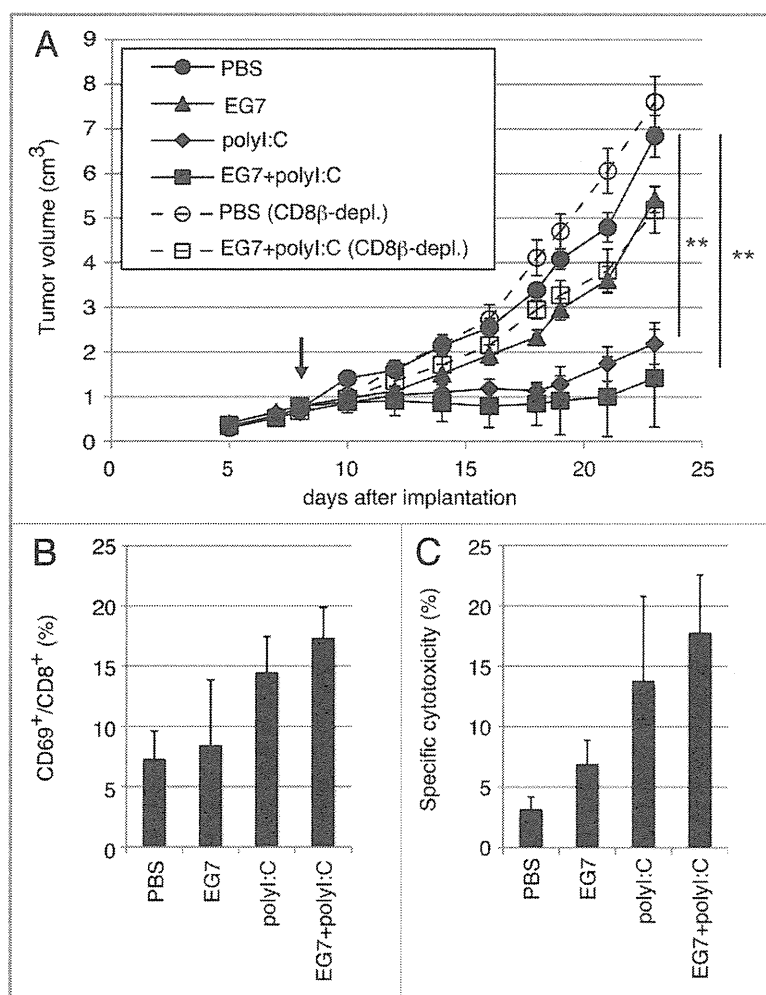 A
9
8
7
6
5
4
3
2
1
0
Tumor volume (cm³)
PBS
EG7
polyI:C
EG7+polyI:C
PBS (CD8β-depl.)
EG7+polyI:C (CD8β-depl.)
**
**
0
5
10
15
20
25
days after implantation
B
25
20
15
10
5
0
CD69⁺/CD8⁺ (%)
PBS
EG7
polyI:C
EG7+polyI:C
C
25
20
15
10
5
0
Specific cytotoxicity (%)
PBS
EG7
polyI:C
EG7+polyI:C